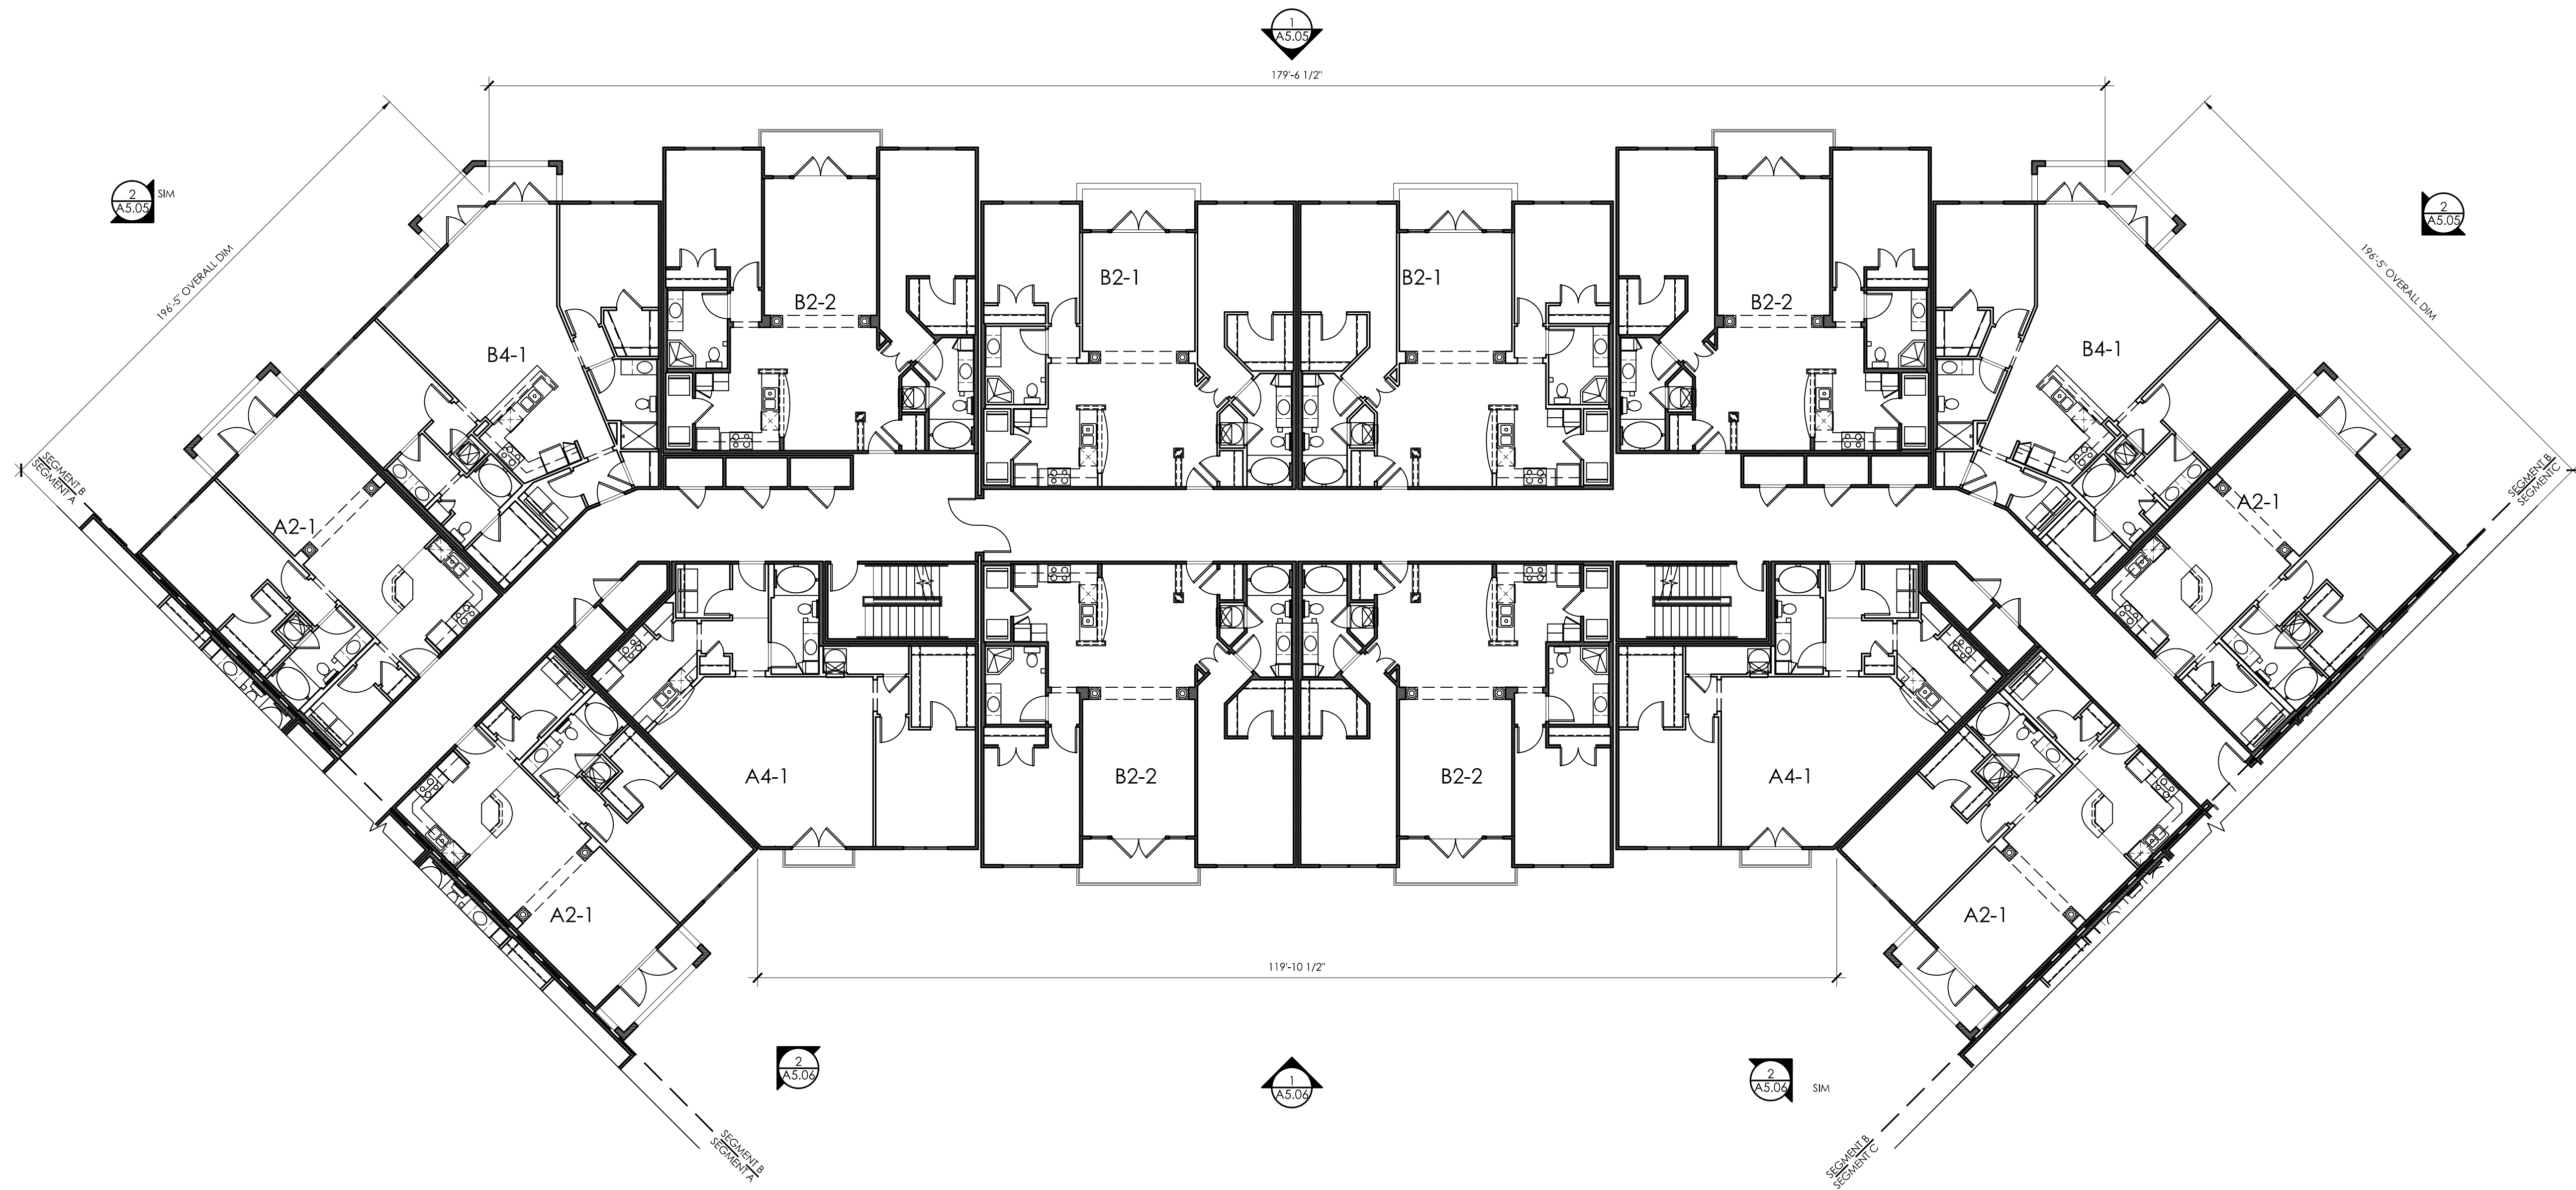 1
A5.05
179'-6 1/2"
2
A5.05
SIM
2
A5.05
196'-5" OVERALL DIM
196'-5" OVERALL DIM
B2-1
B2-1
B2-2
B2-2
B4-1
B4-1
SEGMENT B
SEGMENT A
SEGMENT B
SEGMENTC
A2-1
A2-1
A4-1
B2-2
B2-2
A4-1
A2-1
A2-1
119'-10 1/2"
2
A5.06
1
A5.06
2
A5.06
SIM
SEGMENT B
SEGMENT A
SEGMENT B
SEGMENT C